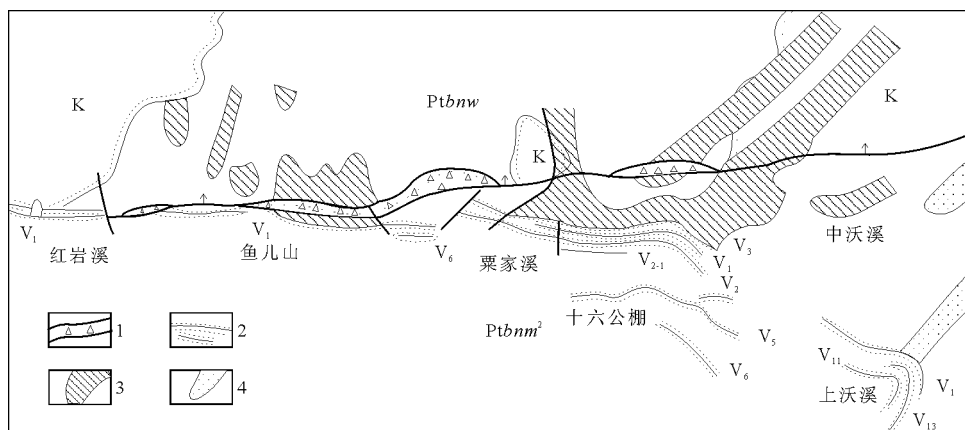 K
Ptbnw
K
K
V₁
红岩溪
V₁
鱼儿山
V₆
粟家溪
V₂₋₁
V₁
V₃
中沃溪
V₂
Ptbnm²
十六公棚
V₅
V₆
V₁₁
上沃溪
V₁
V₁₃
1
2
3
4